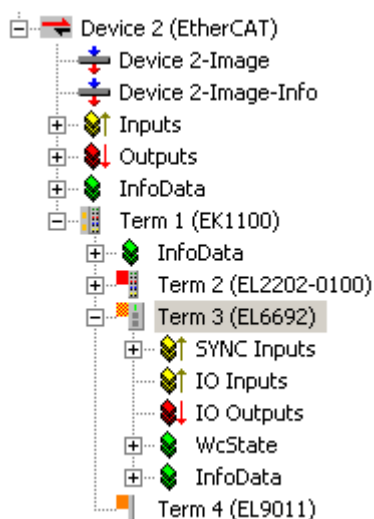 Device 2 (EtherCAT)
Device 2-Image
Device 2-Image-Info
Inputs
Outputs
InfoData
Term 1 (EK1100)
InfoData
Term 2 (EL2202-0100)
Term 3 (EL6692)
SYNC Inputs
IO Inputs
IO Outputs
WcState
InfoData
Term 4 (EL9011)